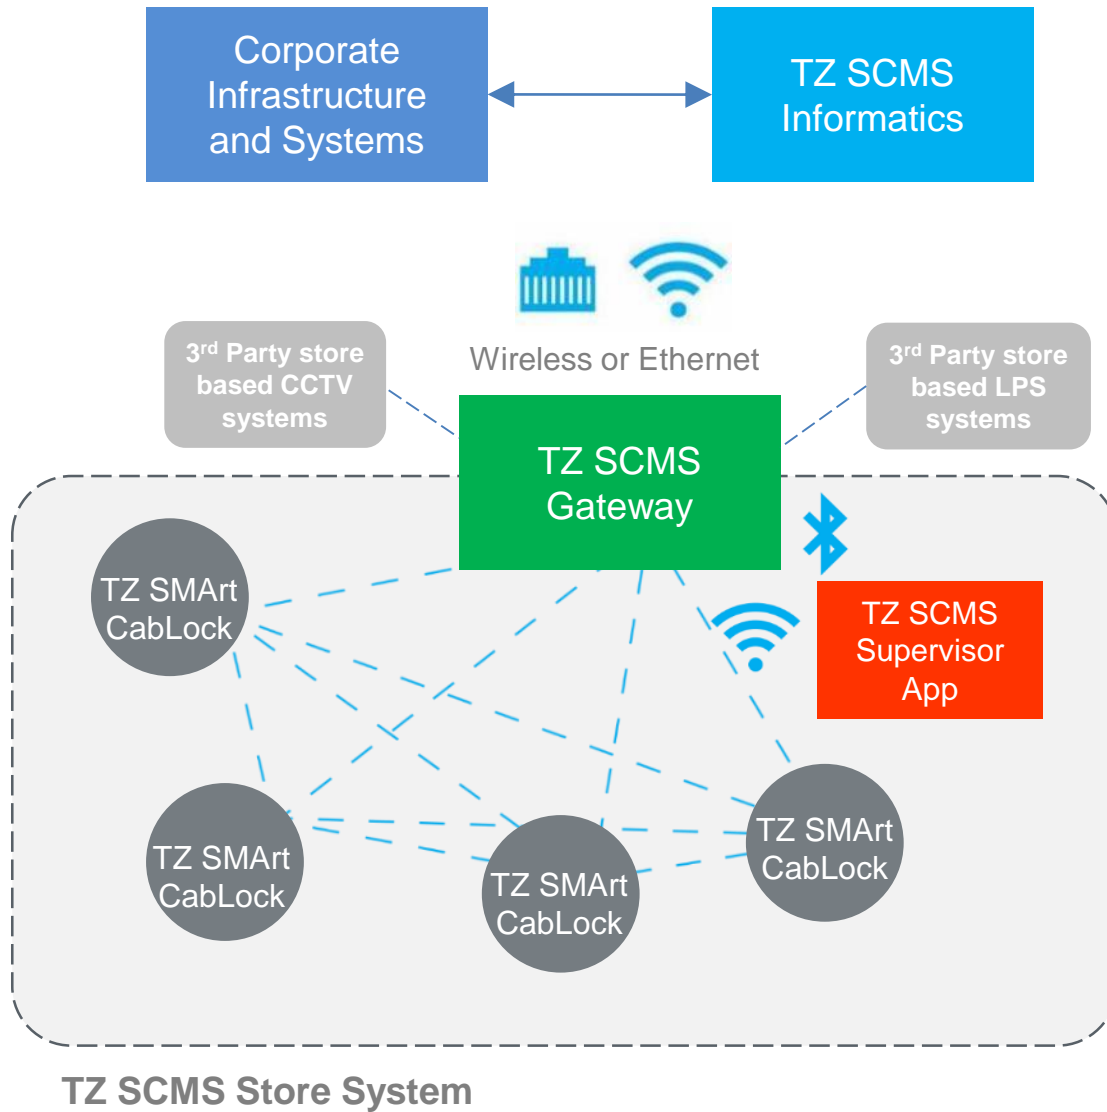 Corporate
Infrastructure
and Systems
TZ SCMS
Informatics
Wireless or Ethernet
3rd Party store
based CCTV
systems
3rd Party store
based LPS
systems
TZ SCMS
Gateway
TZ SMArt
CabLock
TZ SCMS
Supervisor
App
TZ SMArt
CabLock
TZ SMArt
CabLock
TZ SMArt
CabLock
TZ SCMS Store System